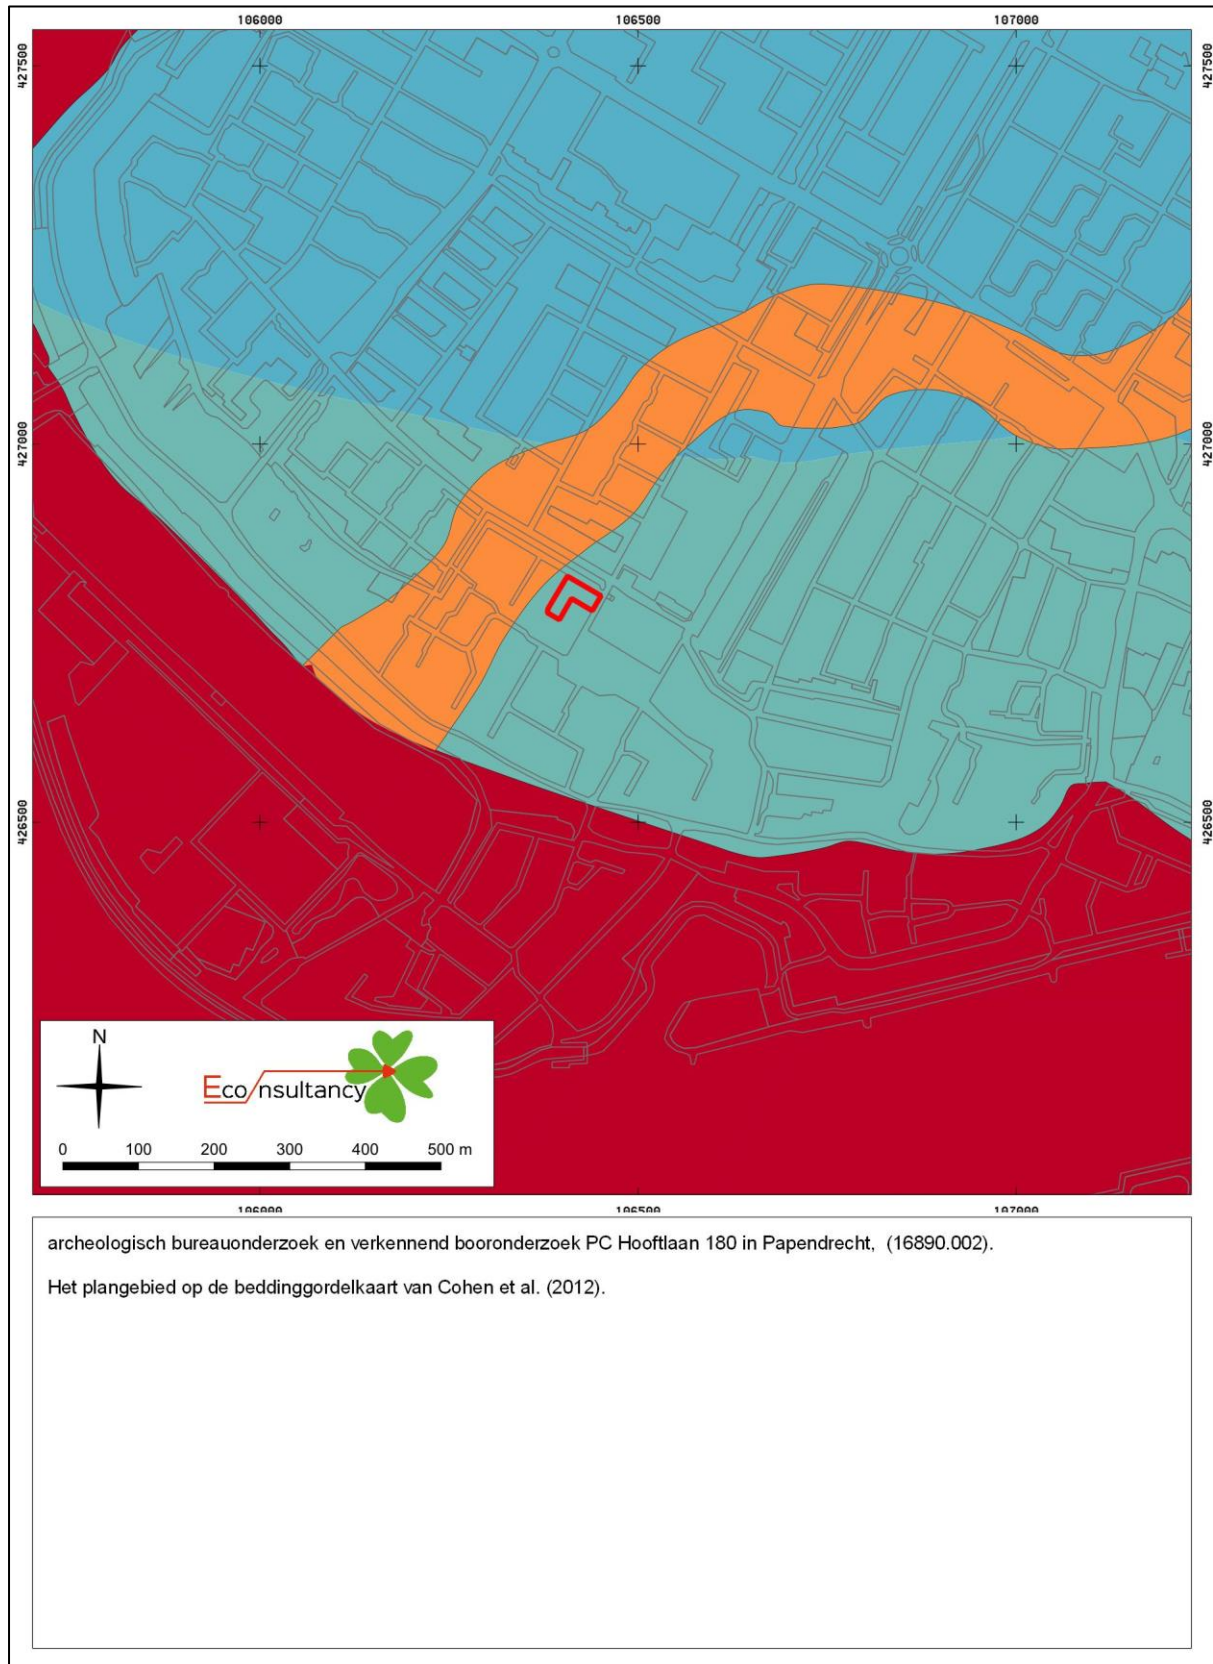 106000 106500 107000
427500 427500
427000 427000
426500 426500
N
Eco/nsultancy
0 100 200 300 400 500 m
106000 106500 107000
archeologisch bureauonderzoek en verkennend booronderzoek PC Hooftlaan 180 in Papendrecht, (16890.002).
Het plangebied op de beddinggordelkaart van Cohen et al. (2012).